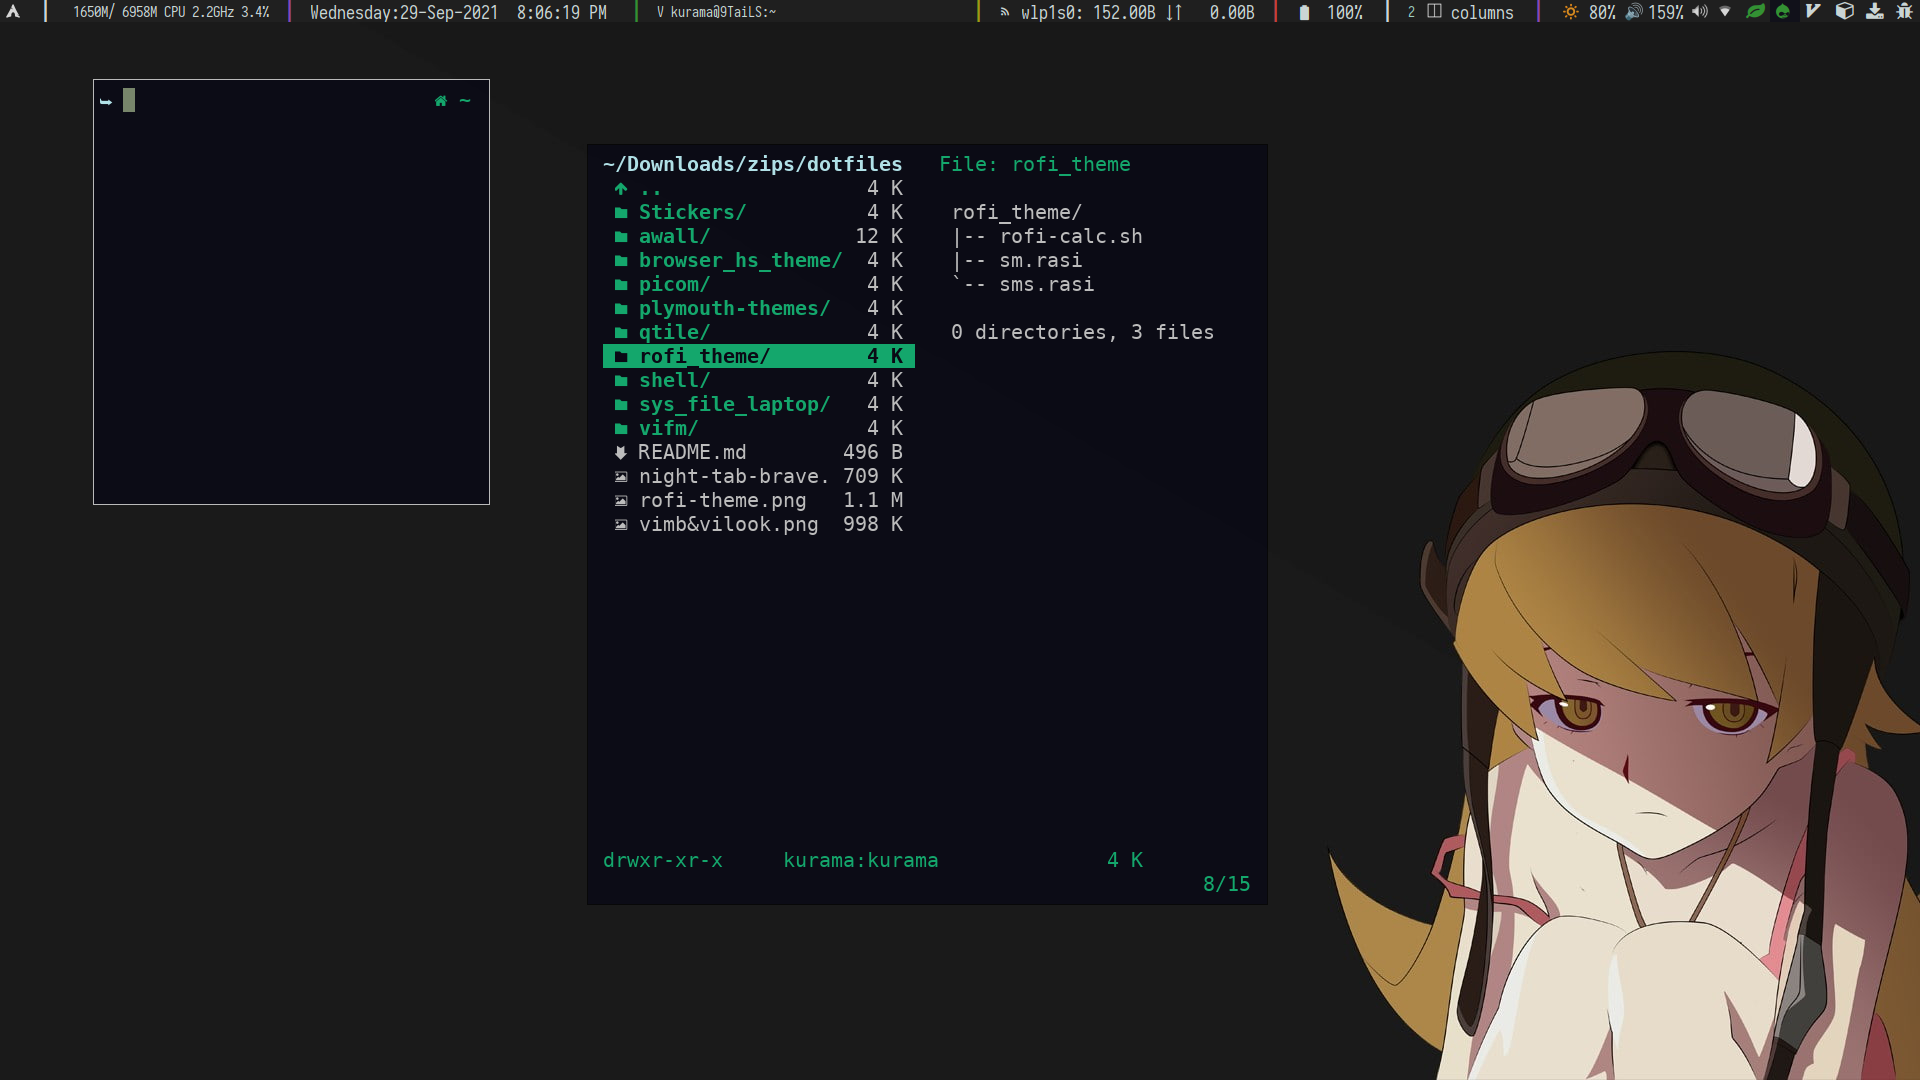 1650M/ 6958M CPU 2.2GHz 3.4% Wednesday:29-Sep-2021 8:06:19 PM V kurama@9TaiLS:~ wlp1s0: 152.00B ↓↑ 0.00B 100% 2 columns 80% 159%
~
~/Downloads/zips/dotfiles File: rofi_theme
.. 4 K
Stickers/ 4 K rofi_theme/
awall/ 12 K |-- rofi-calc.sh
browser_hs_theme/ 4 K |-- sm.rasi
picom/ 4 K `-- sms.rasi
plymouth-themes/ 4 K
qtile/ 4 K 0 directories, 3 files
rofi_theme/ 4 K
shell/ 4 K
sys_file_laptop/ 4 K
vifm/ 4 K
README.md 496 B
night-tab-brave. 709 K
rofi-theme.png 1.1 M
vimb&vilook.png 998 K
drwxr-xr-x kurama:kurama 4 K
8/15